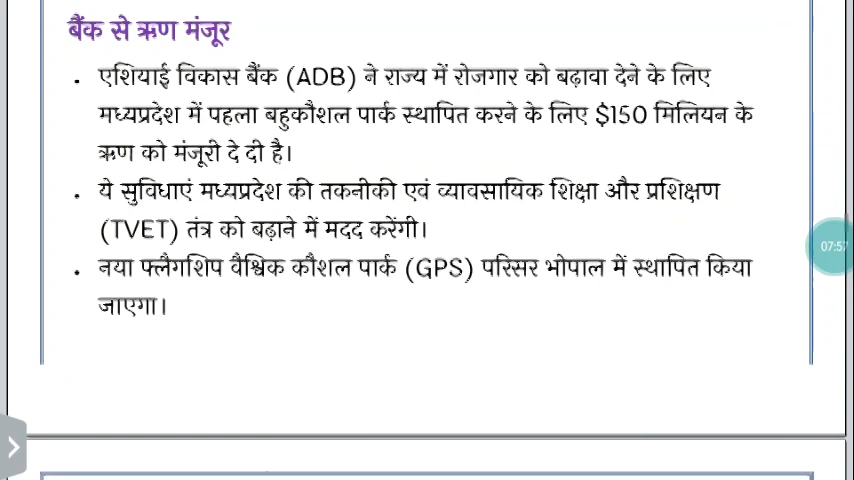 बैंक से ऋण मंजूर
• एशियाई विकास बैंक (ADB) ने राज्य में रोजगार को बढ़ावा देने के लिए
मध्यप्रदेश में पहला बहुकौशल पार्क स्थापित करने के लिए $150 मिलियन के
ऋण को मंजूरी दे दी है।
• ये सुविधाएं मध्यप्रदेश की तकनीकी एवं व्यावसायिक शिक्षा और प्रशिक्षण
(TVET) तंत्र को बढ़ाने में मदद करेंगी।
• नया फ्लैगशिप वैश्विक कौशल पार्क (GPS) परिसर भोपाल में स्थापित किया
जाएगा।
07:57